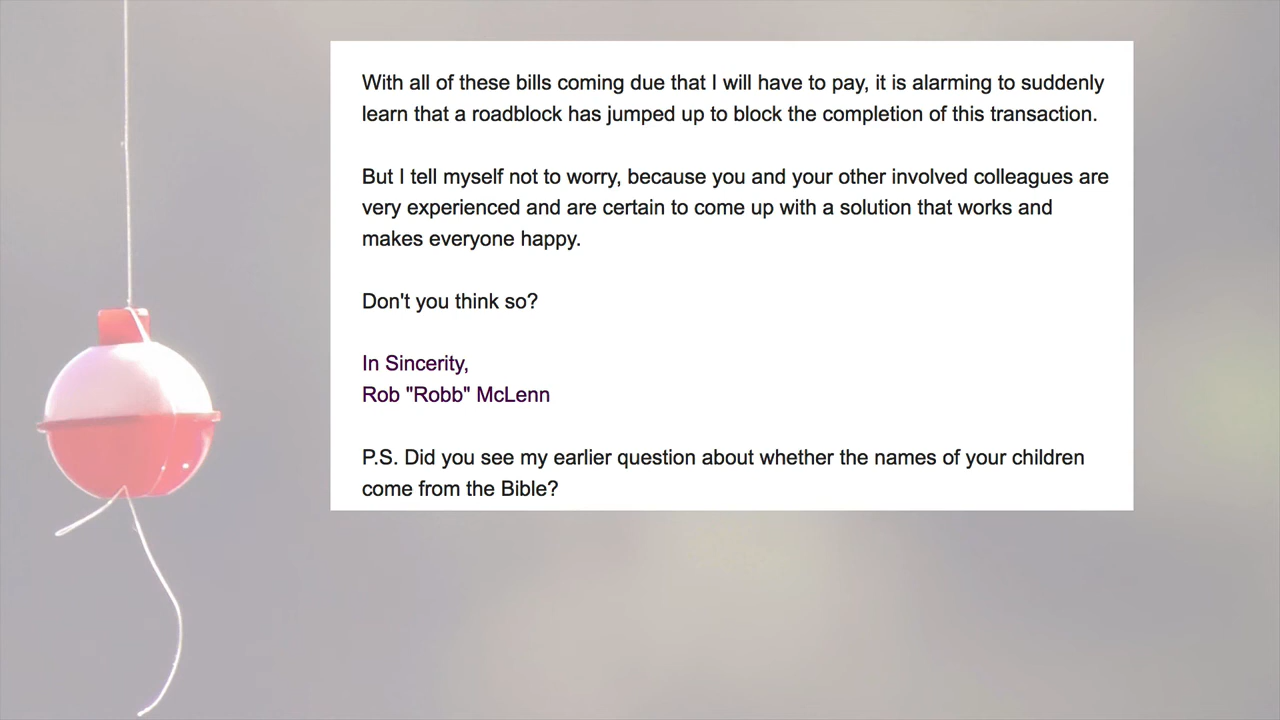 With all of these bills coming due that I will have to pay, it is alarming to suddenly
learn that a roadblock has jumped up to block the completion of this transaction.
But I tell myself not to worry, because you and your other involved colleagues are
very experienced and are certain to come up with a solution that works and
makes everyone happy.
Don't you think so?
In Sincerity,
Rob "Robb" McLenn
P.S. Did you see my earlier question about whether the names of your children
come from the Bible?